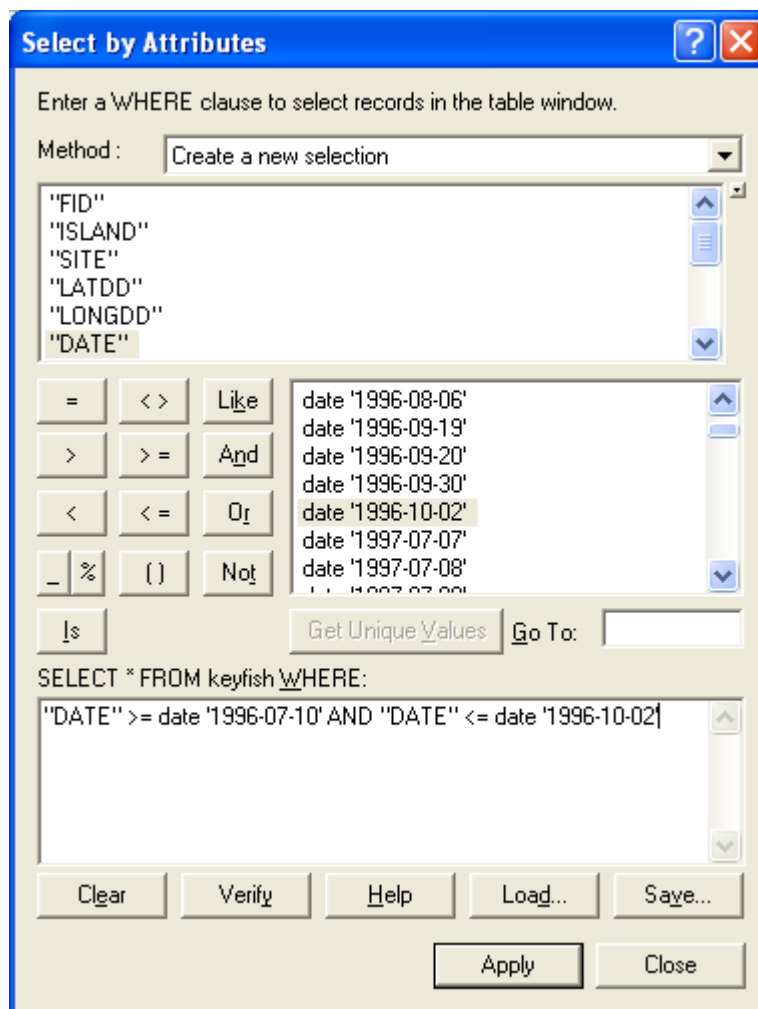 Select by Attributes
Enter a WHERE clause to select records in the table window.
Method : Create a new selection
"FID"
"ISLAND"
"SITE"
"LATDD"
"LONGDD"
"DATE"
= < > Like
> > = And
< < = Or
_ % ( ) Not
Is
date '1996-08-06'
date '1996-09-19'
date '1996-09-20'
date '1996-09-30'
date '1996-10-02'
date '1997-07-07'
date '1997-07-08'
Get Unique Values Go To:
SELECT * FROM keyfish WHERE:
"DATE" >= date '1996-07-10' AND "DATE" <= date '1996-10-02'
Clear Verify Help Load... Save...
Apply Close